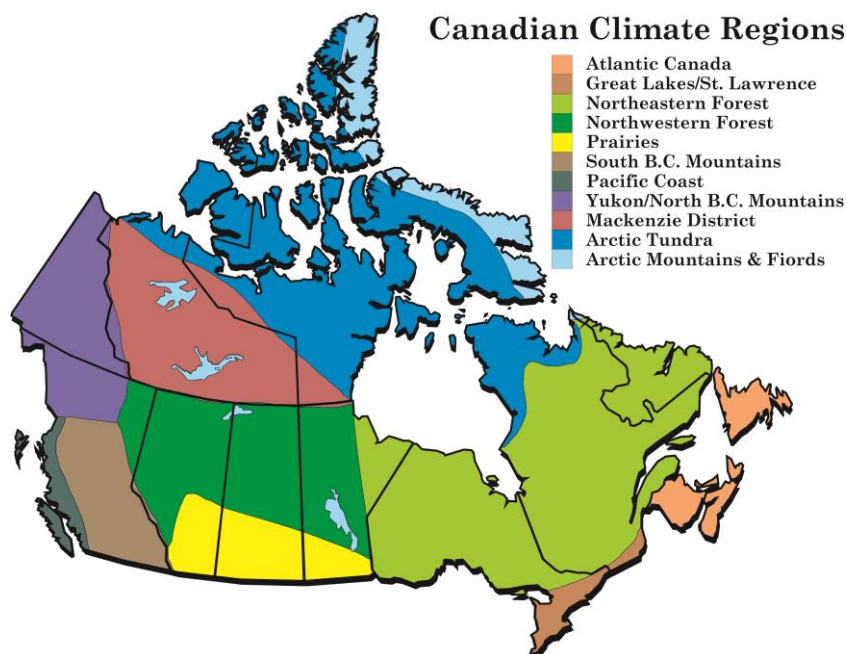 Canadian Climate Regions
Atlantic Canada
Great Lakes/St. Lawrence
Northeastern Forest
Northwestern Forest
Prairies
South B.C. Mountains
Pacific Coast
Yukon/North B.C. Mountains
Mackenzie District
Arctic Tundra
Arctic Mountains & Fiords